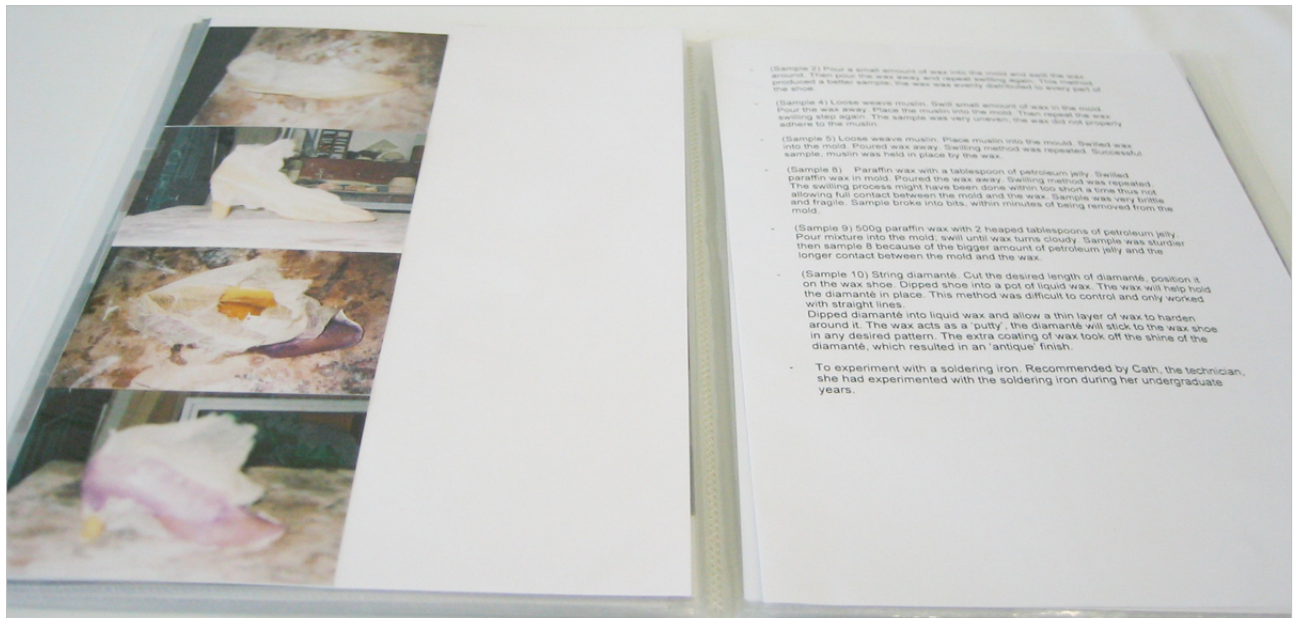 - (Sample 2) Pour a small amount of wax into the mold and swill the wax
around. Then pour the wax away and repeat swilling again. This method
produced a better sample; the wax was evenly distributed to every part of
the shoe.
- (Sample 4) Loose weave muslin. Swill small amount of wax in the mold.
Pour the wax away. Place the muslin into the mold. Then repeat the wax
swilling step again. The sample was very uneven; the wax did not properly
adhere to the muslin.
- (Sample 5) Loose weave muslin. Place muslin into the mould. Swilled wax
into the mold. Poured wax away. Swilling method was repeated. Successful
sample; muslin was held in place by the wax.
- (Sample 8) Paraffin wax with a tablespoon of petroleum jelly. Swilled
paraffin wax in mold. Poured the wax away. Swilling method was repeated.
The swilling process might have been done within too short a time thus not
allowing full contact between the mold and the wax. Sample was very brittle
and fragile. Sample broke into bits, within minutes of being removed from the
mold.
- (Sample 9) 500g paraffin wax with 2 heaped tablespoons of petroleum jelly.
Pour mixture into the mold; swill until wax turns cloudy. Sample was sturdier
then sample 8 because of the bigger amount of petroleum jelly and the
longer contact between the mold and the wax.
- (Sample 10) String diamanté. Cut the desired length of diamanté, position it
on the wax shoe. Dipped shoe into a pot of liquid wax. The wax will help hold
the diamanté in place. This method was difficult to control and only worked
with straight lines.
Dipped diamanté into liquid wax and allow a thin layer of wax to harden
around it. The wax acts as a 'putty', the diamanté will stick to the wax shoe
in any desired pattern. The extra coating of wax took off the shine of the
diamanté, which resulted in an 'antique' finish.
- To experiment with a soldering iron. Recommended by Cath, the technician,
she had experimented with the soldering iron during her undergraduate
years.